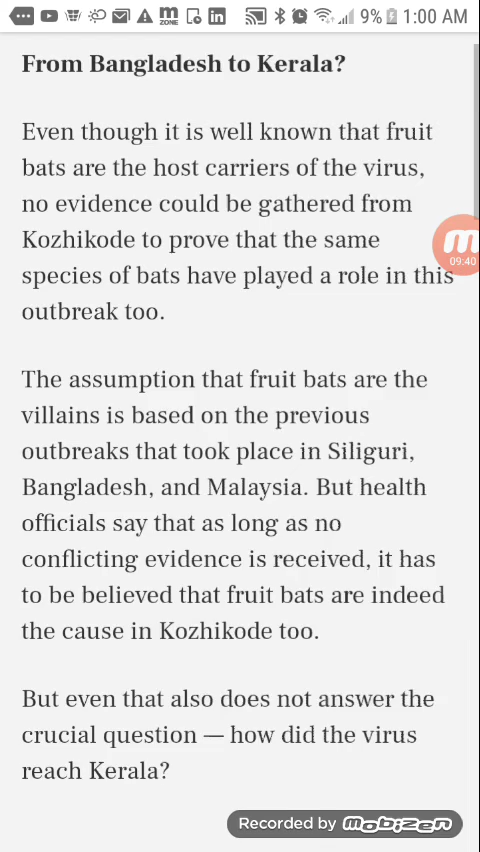 ZONE
in
9%
1:00 AM
From Bangladesh to Kerala?
Even though it is well known that fruit
bats are the host carriers of the virus,
no evidence could be gathered from
Kozhikode to prove that the same
species of bats have played a role in this
outbreak too.
m
09:40
The assumption that fruit bats are the
villains is based on the previous
outbreaks that took place in Siliguri,
Bangladesh, and Malaysia. But health
officials say that as long as no
conflicting evidence is received, it has
to be believed that fruit bats are indeed
the cause in Kozhikode too.
But even that also does not answer the
crucial question — how did the virus
reach Kerala?
Recorded by mobizen